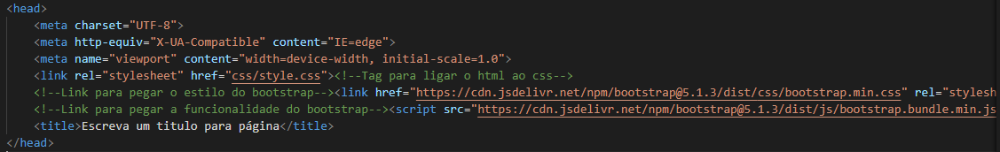 <head>
<meta charset="UTF-8">
<meta http-equiv="X-UA-Compatible" content="IE=edge">
<meta name="viewport" content="width=device-width, initial-scale=1.0">
<link rel="stylesheet" href="css/style.css"><!--Tag para ligar o html ao css-->
<!--Link para pegar o estilo do bootstrap--><link href="https://cdn.jsdelivr.net/npm/bootstrap@5.1.3/dist/css/bootstrap.min.css" rel="stylesh
<!--Link para pegar a funcionalidade do bootstrap--><script src="https://cdn.jsdelivr.net/npm/bootstrap@5.1.3/dist/js/bootstrap.bundle.min.js
<title>Escreva um titulo para página</title>
</head>